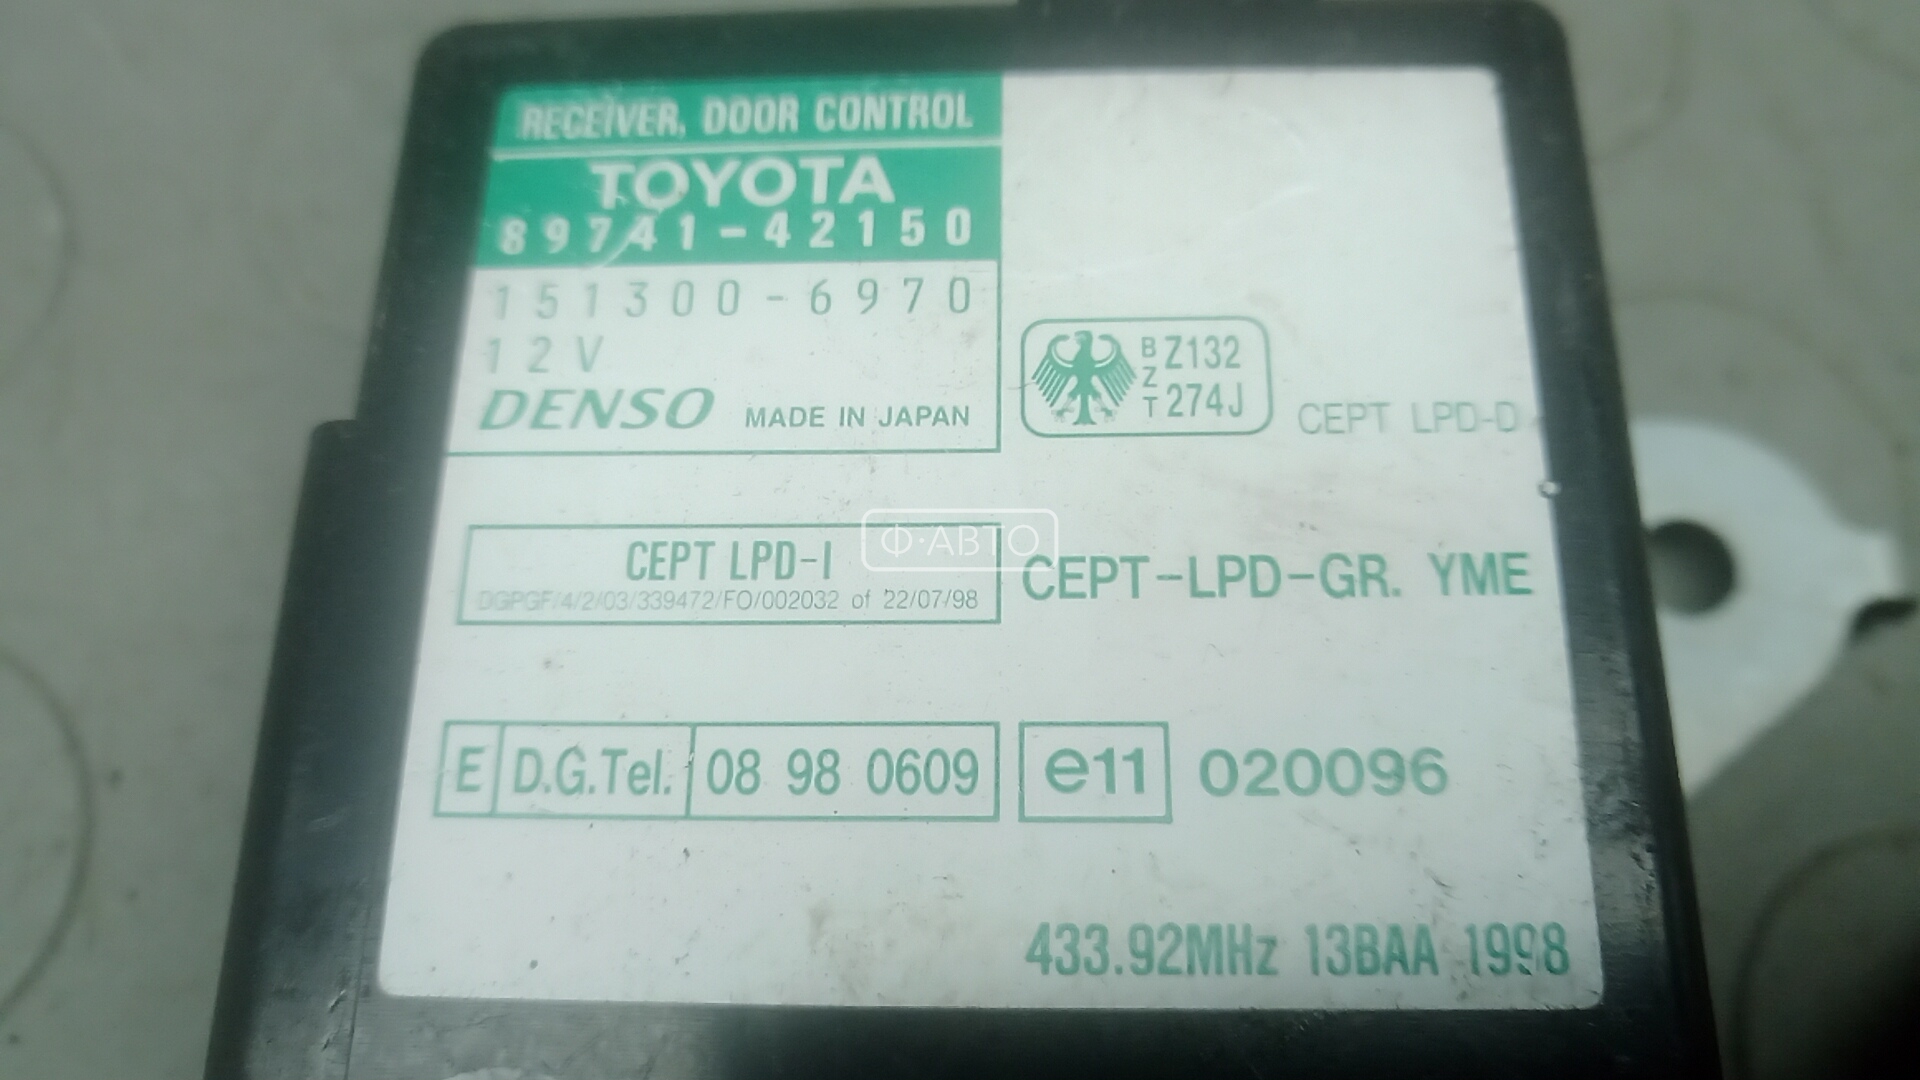 RECEIVER, DOOR CONTROL
TOYOTA
89741-42150
151300-6970
12V
DENSO MADE IN JAPAN
BZT Z132 274J
CEPT LPD-D
CEPT LPD-I
DGPGF/4/2/03/339472/FO/002032 of 22/07/98
Ф·АВТО
CEPT-LPD-GR. YME
E D.G.Tel. 08 98 0609
e11 020096
433.92MHz 13BAA 1998